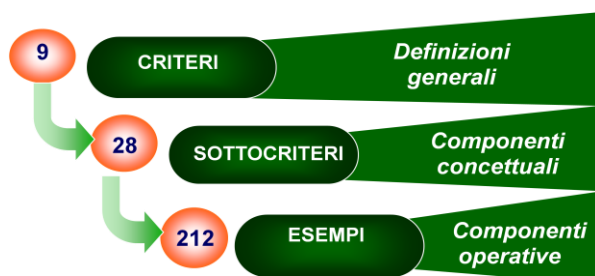 9
CRITERI
Definizioni
generali
28
SOTTOCRITERI
Componenti
concettuali
212
ESEMPI
Componenti
operative